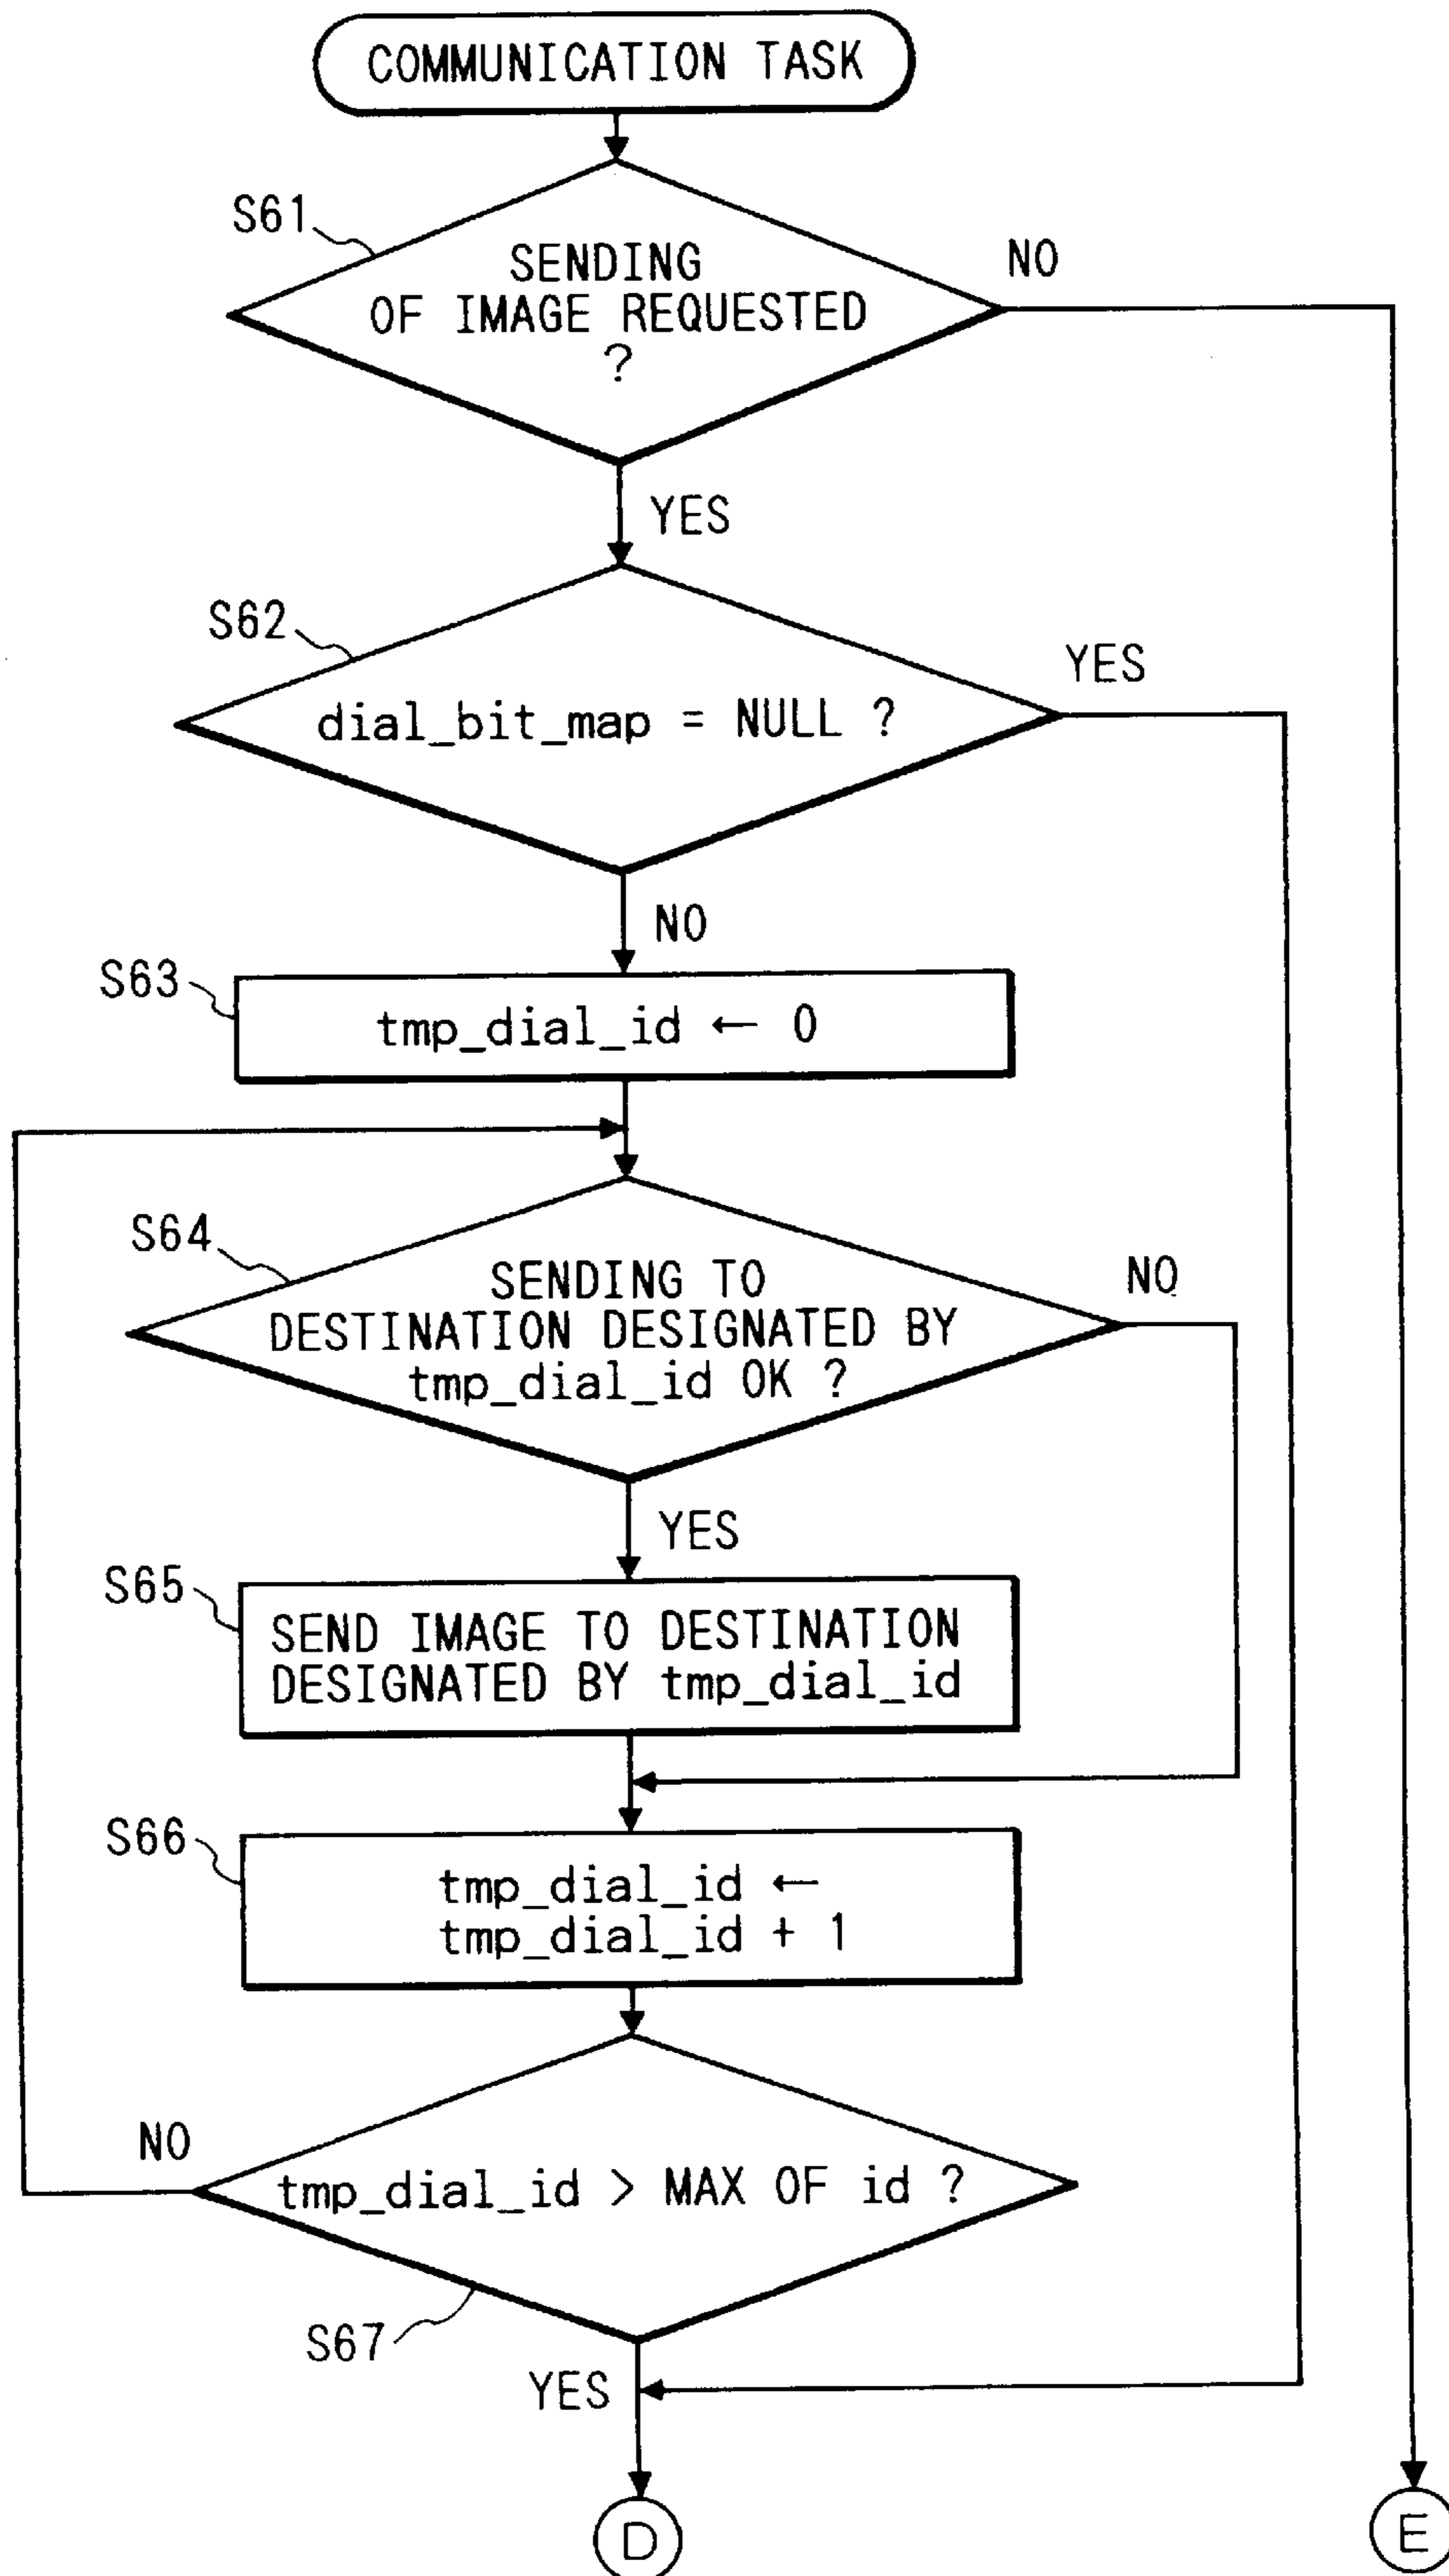 COMMUNICATION TASK
S61
SENDING
OF IMAGE REQUESTED
?
NO
YES
S62
dial_bit_map = NULL ?
YES
NO
S63
tmp_dial_id ← 0
S64
SENDING TO
DESTINATION DESIGNATED BY
tmp_dial_id OK ?
NO
YES
S65
SEND IMAGE TO DESTINATION
DESIGNATED BY tmp_dial_id
S66
tmp_dial_id ←
tmp_dial_id + 1
NO
tmp_dial_id > MAX OF id ?
S67
YES
D
E